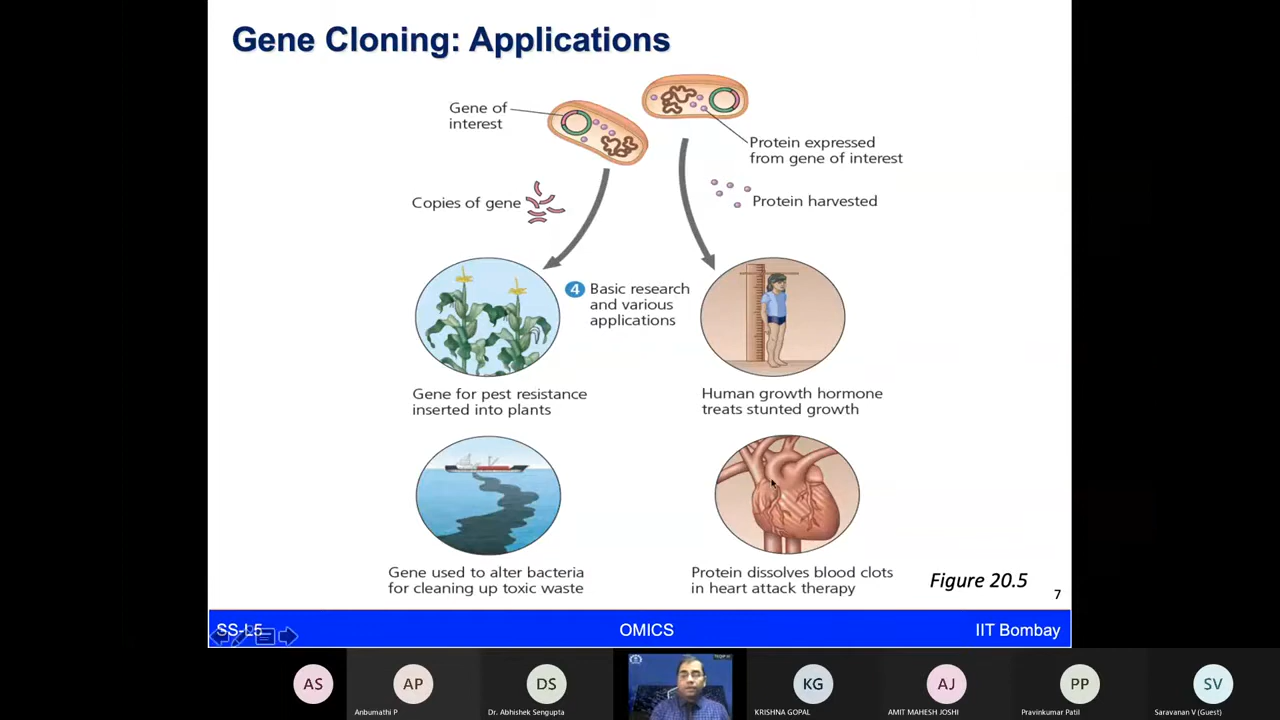 Gene Cloning: Applications
Gene of
interest
Protein expressed
from gene of interest
Copies of gene
Protein harvested
4 Basic research
and various
applications
Gene for pest resistance
inserted into plants
Human growth hormone
treats stunted growth
Gene used to alter bacteria
for cleaning up toxic waste
Protein dissolves blood clots
in heart attack therapy
Figure 20.5
7
SS-L5
OMICS
IIT Bombay
AS
AP
DS
KG
AJ
PP
SV
Anbumathi P
Dr. Abhishek Sengupta
KRISHNA GOPAL
AMIT MAHESH JOSHI
Pravinkumar Patil
Saravanan V (Guest)